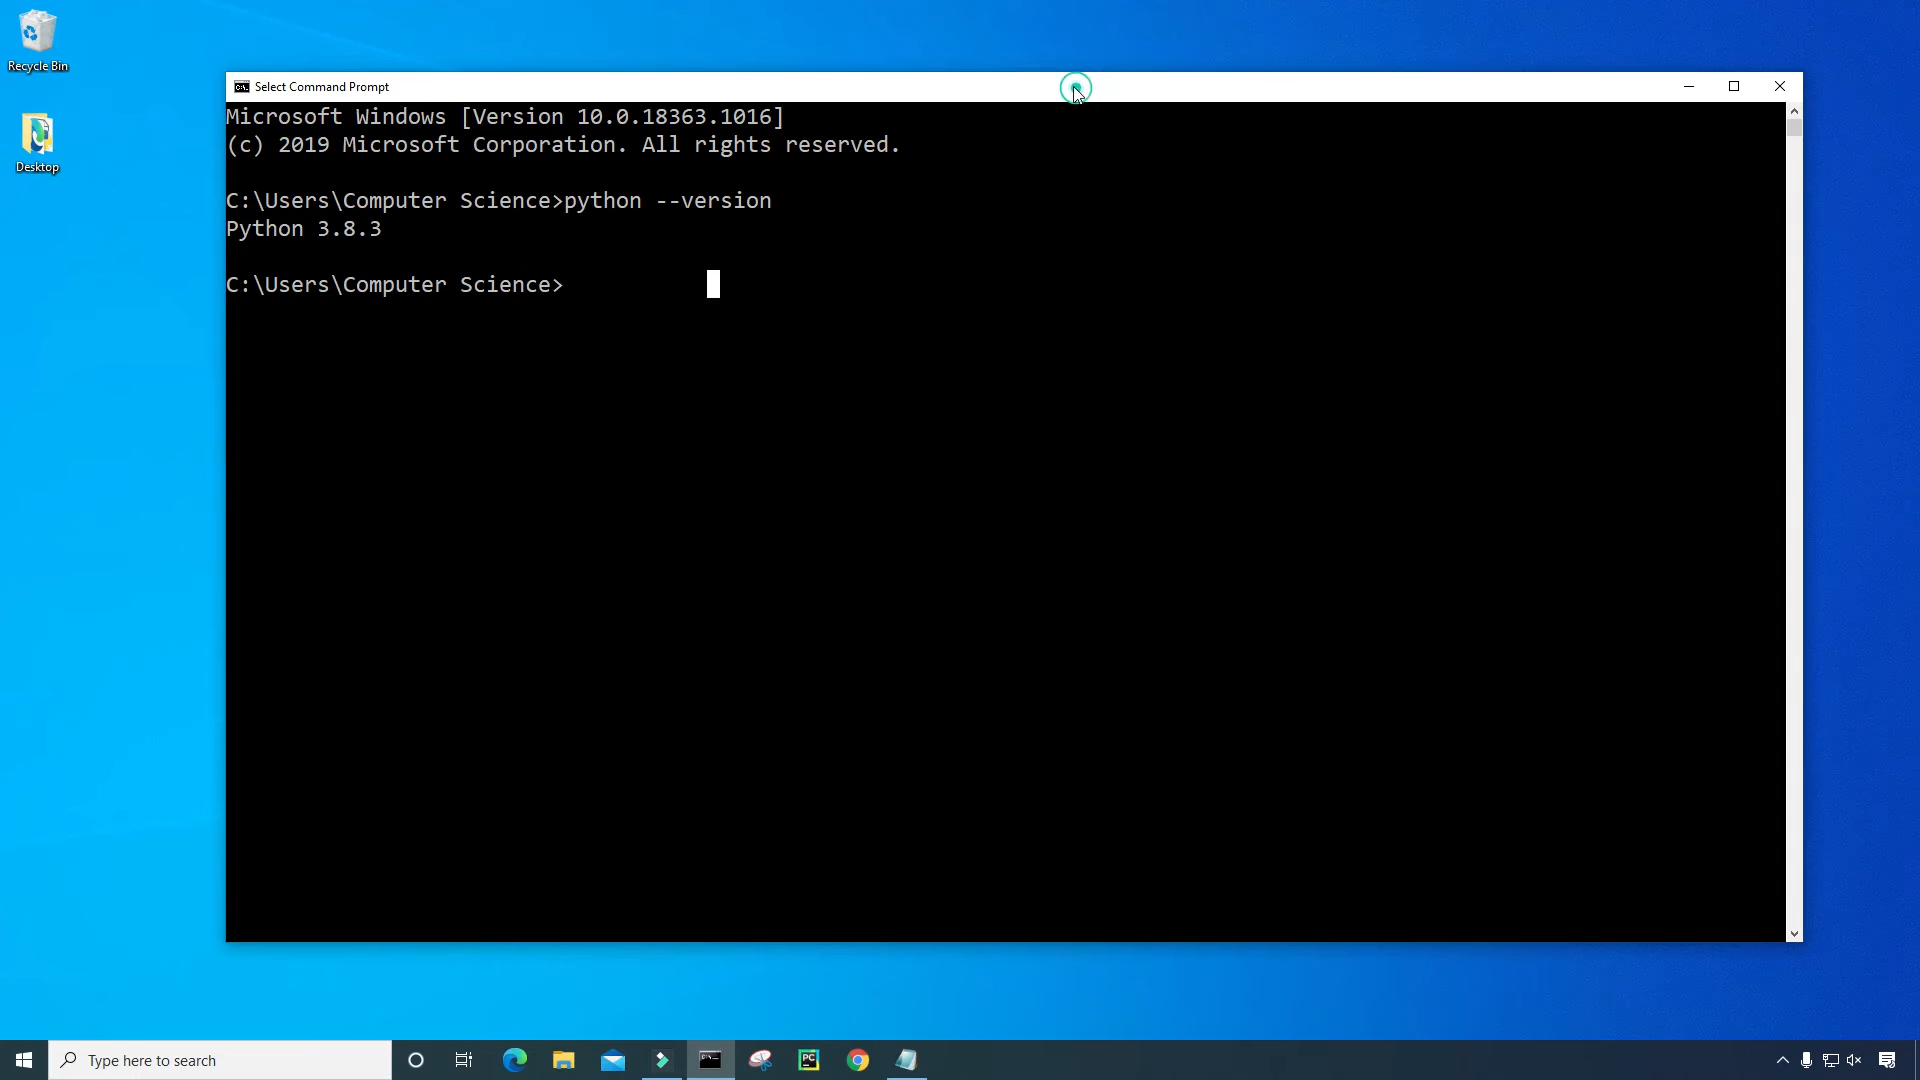 Recycle Bin
Desktop
Select Command Prompt
Microsoft Windows [Version 10.0.18363.1016]
(c) 2019 Microsoft Corporation. All rights reserved.
C:\Users\Computer Science>python --version
Python 3.8.3
C:\Users\Computer Science>
Type here to search
PC